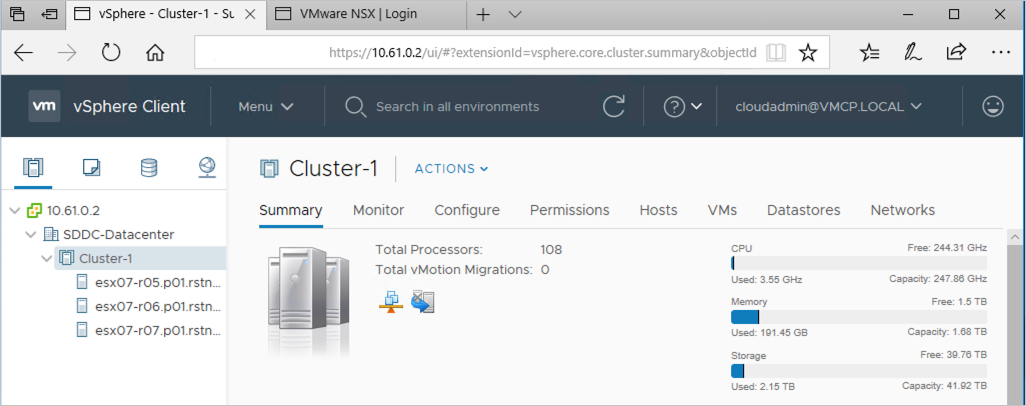 vSphere - Cluster-1 - Su
VMware NSX | Login
https://10.61.0.2/ui/#?extensionId=vsphere.core.cluster.summary&objectId
vm vSphere Client Menu Search in all environments cloudadmin@VMCP.LOCAL
Cluster-1 ACTIONS
10.61.0.2
SDDC-Datacenter
Cluster-1
esx07-r05.p01.rstn...
esx07-r06.p01.rstn...
esx07-r07.p01.rstn...
Summary Monitor Configure Permissions Hosts VMs Datastores Networks
Total Processors: 108
Total vMotion Migrations: 0
CPU Free: 244.31 GHz
Used: 3.55 GHz Capacity: 247.86 GHz
Memory Free: 1.5 TB
Used: 191.45 GB Capacity: 1.68 TB
Storage Free: 39.76 TB
Used: 2.15 TB Capacity: 41.92 TB